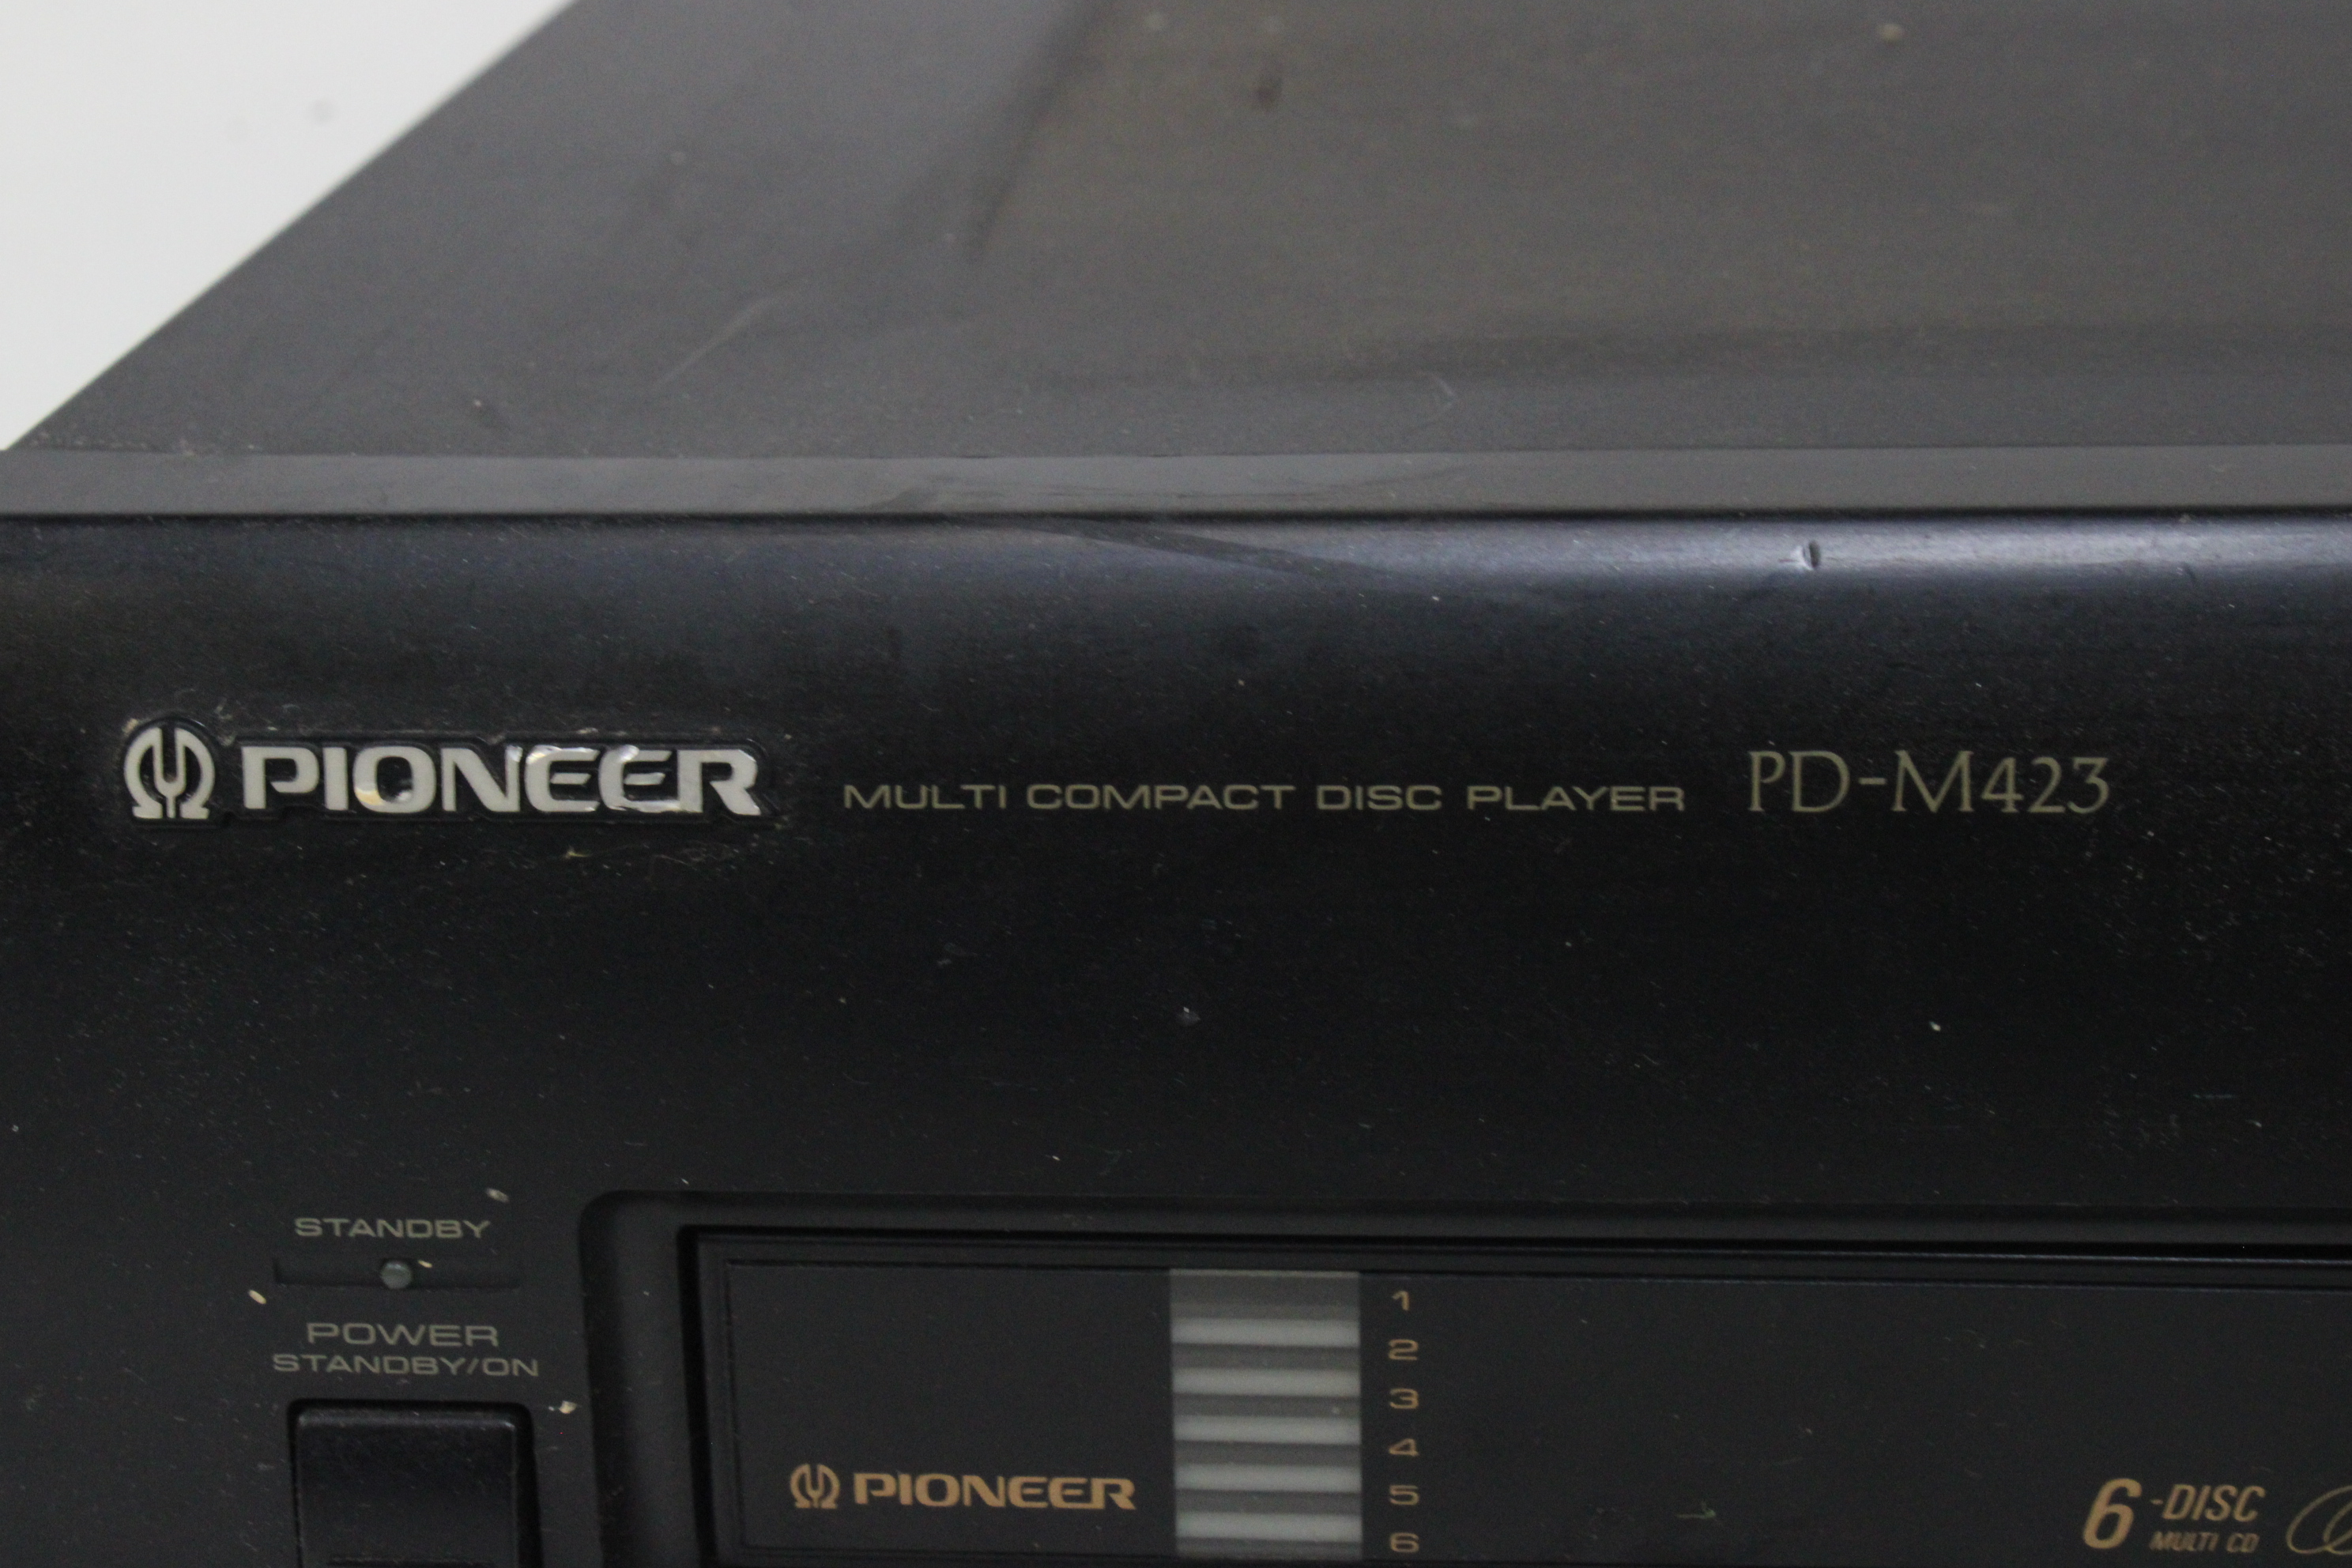 PIONEER MULTI COMPACT DISC PLAYER PD-M423
STANDBY
POWER
STANDBY/ON
1
2
3
4
5
6
PIONEER
6-DISC
MULTI CD